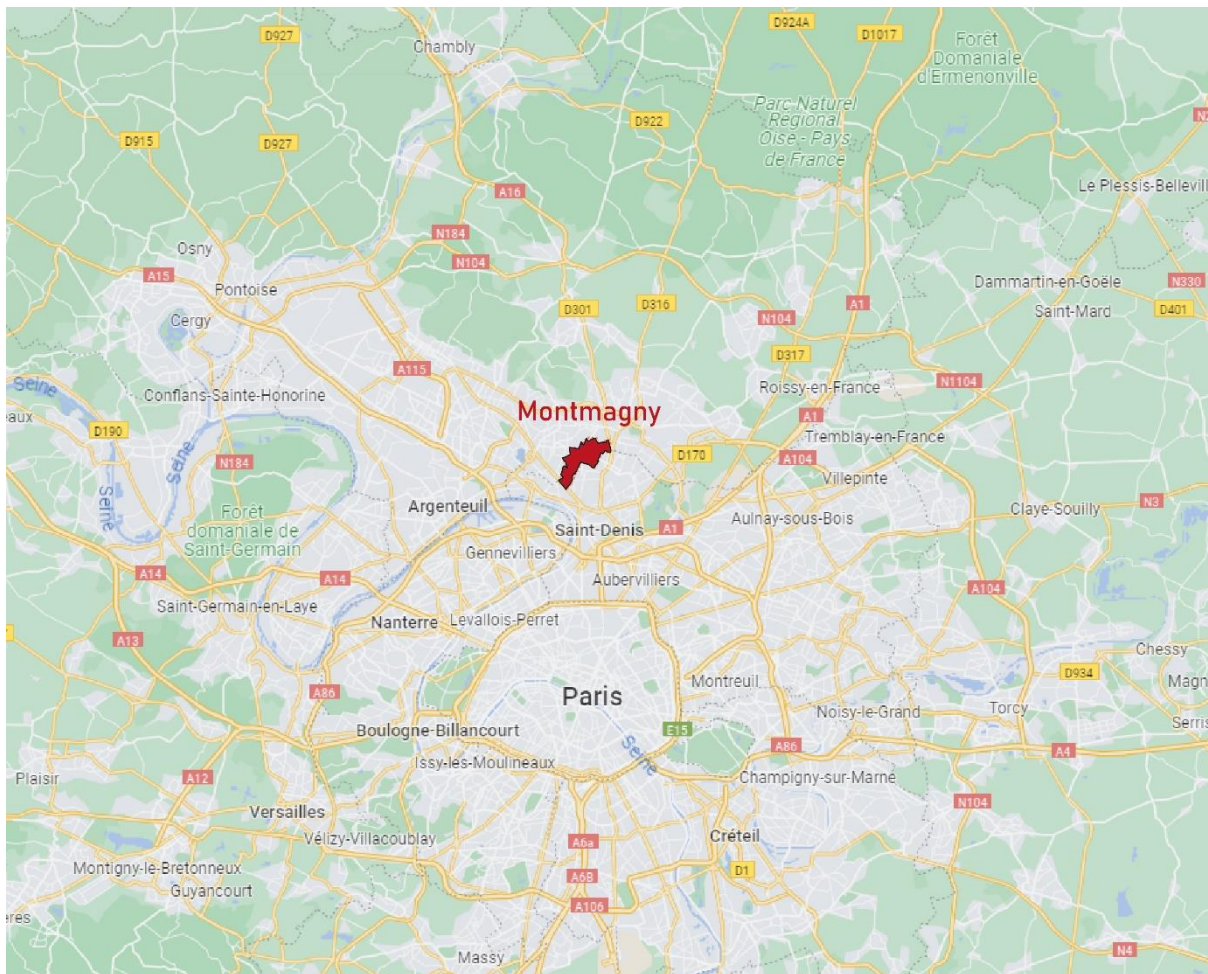 D927
D924A
D1017
Chambly
Forêt
Domaniale
d'Ermenonville
Parc Naturel
Régional
Oise - Pays
de France
D922
D915
D927
A16
Le Plessis-Bellevill
N184
Osny
N104
A15
Pontoise
Dammartin-en-Goële
N330
Cergy
D301
D316
A1
Saint-Mard
D401
N104
D317
A115
Seine
Conflans-Sainte-Honorine
Roissy-en-France
N1104
eaux
Montmagny
A1
D190
Seine
Tremblay-en-France
D170
A104
N184
Villepinte
Seine
Argenteuil
N3
Forêt
domaniale de
Saint-Germain
Saint-Denis
A1
Aulnay-sous-Bois
Claye-Souilly
Gennevilliers
A14
A14
Aubervilliers
A104
Saint-Germain-en-Laye
Nanterre
Levallois-Perret
A13
Chessy
A86
Paris
Montreuil
D934
Magn
Noisy-le-Grand
Torcy
Serris
Boulogne-Billancourt
E15
A86
A4
Issy-les-Moulineaux
Seine
Plaisir
A12
Champigny-sur-Marne
Versailles
N104
Vélizy-Villacoublay
A6a
Créteil
Montigny-le-Bretonneux
A6B
D1
Guyancourt
A106
ères
Massy
N4